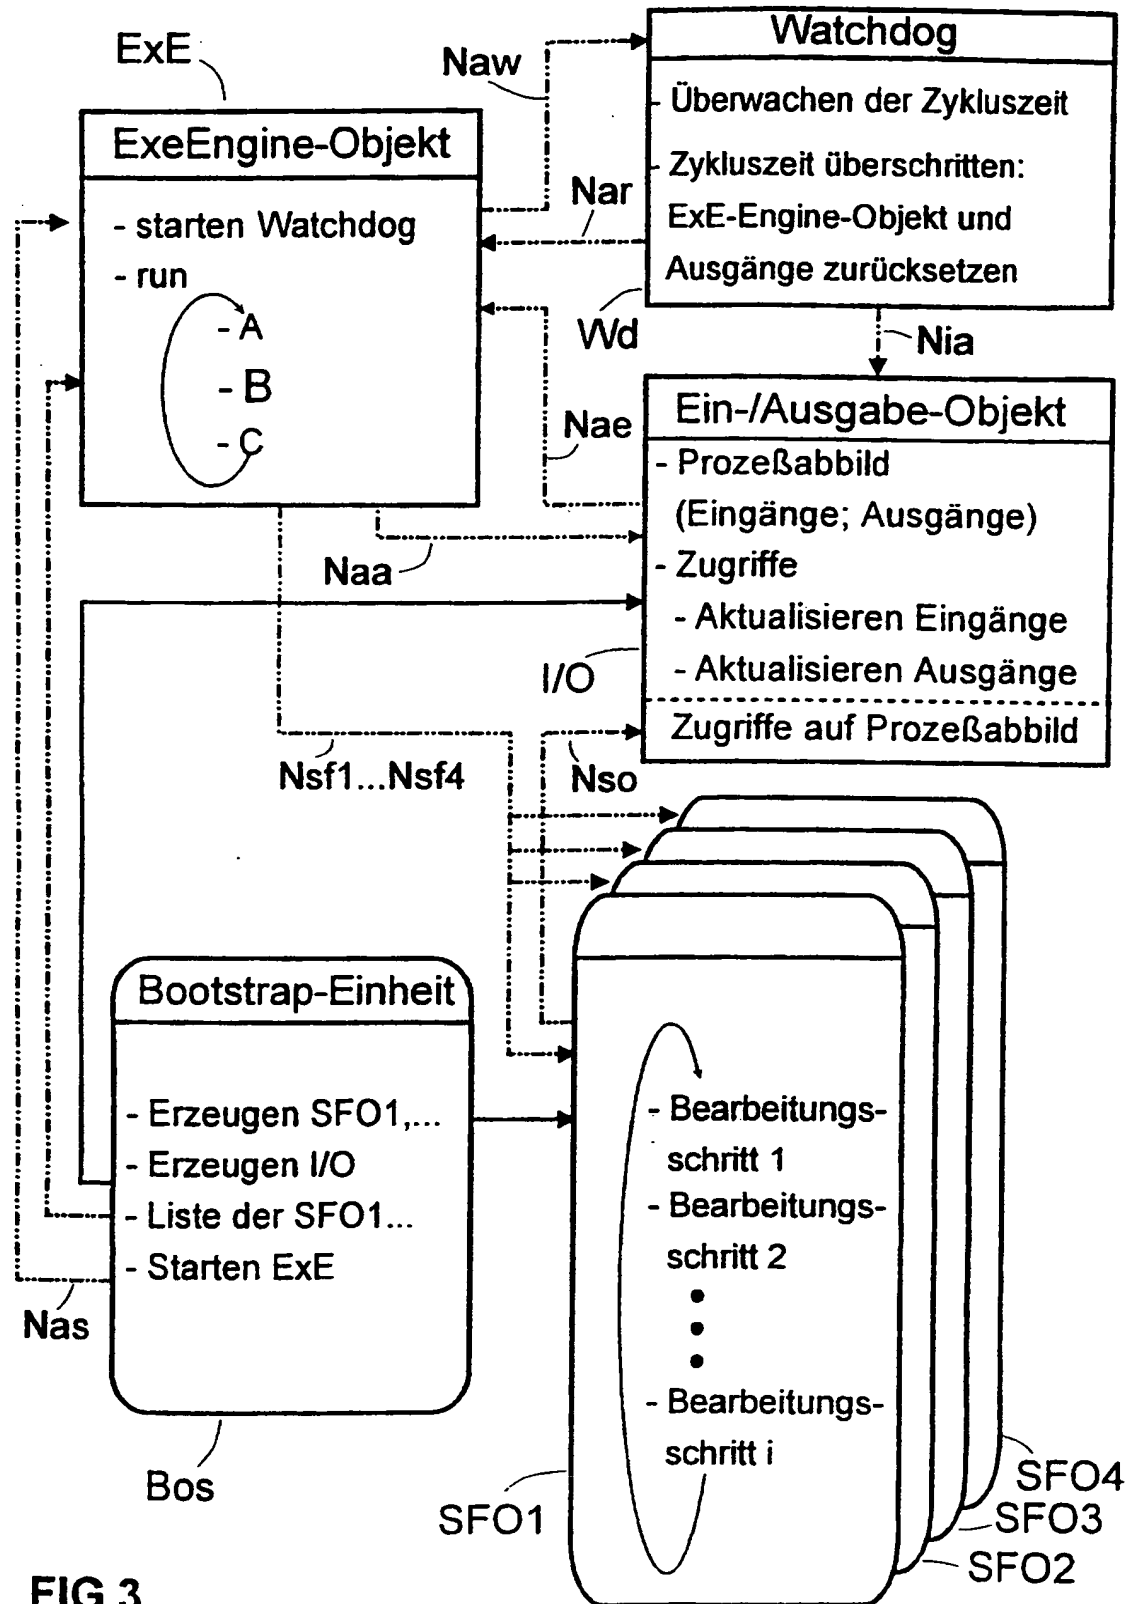 ExE
ExeEngine-Objekt
- starten Watchdog
- run
- A
- B
- C
Naw
Nar
Watchdog
- Überwachen der Zykluszeit
- Zykluszeit überschritten:
ExE-Engine-Objekt und
Ausgänge zurücksetzen
Wd
Nia
Nae
Naa
Ein-/Ausgabe-Objekt
- Prozeßabbild
(Eingänge; Ausgänge)
- Zugriffe
- Aktualisieren Eingänge
- Aktualisieren Ausgänge
Zugriffe auf Prozeßabbild
I/O
Nsf1...Nsf4
Nso
Bootstrap-Einheit
- Erzeugen SFO1,...
- Erzeugen I/O
- Liste der SFO1...
- Starten ExE
Nas
Bos
- Bearbeitungs-
schritt 1
- Bearbeitungs-
schritt 2
- Bearbeitungs-
schritt i
SFO1
SFO4
SFO3
SFO2
FIG 3